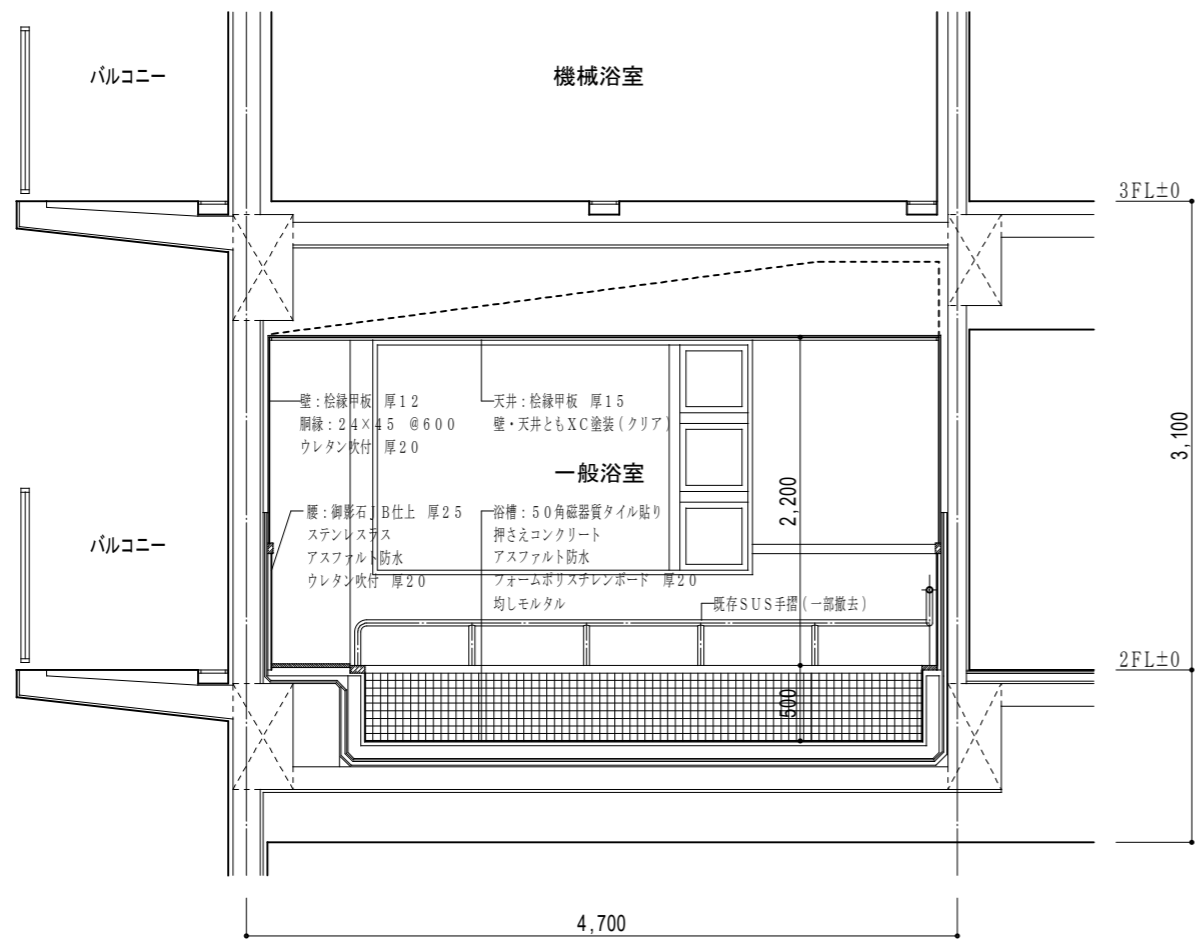 バルコニー
機械浴室
3FL±0
壁：桧縁甲板 厚12
胴縁：24×45 @600
ウレタン吹付 厚20
天井：桧縁甲板 厚15
壁・天井ともXC塗装(クリア)
3,100
一般浴室
2,200
バルコニー
腰：御影石JB仕上 厚25
ステンレスラス
アスファルト防水
ウレタン吹付 厚20
浴槽：50角磁器質タイル貼り
押さえコンクリート
アスファルト防水
フォームポリスチレンボード 厚20
均しモルタル
既存SUS手摺(一部撤去)
2FL±0
500
4,700